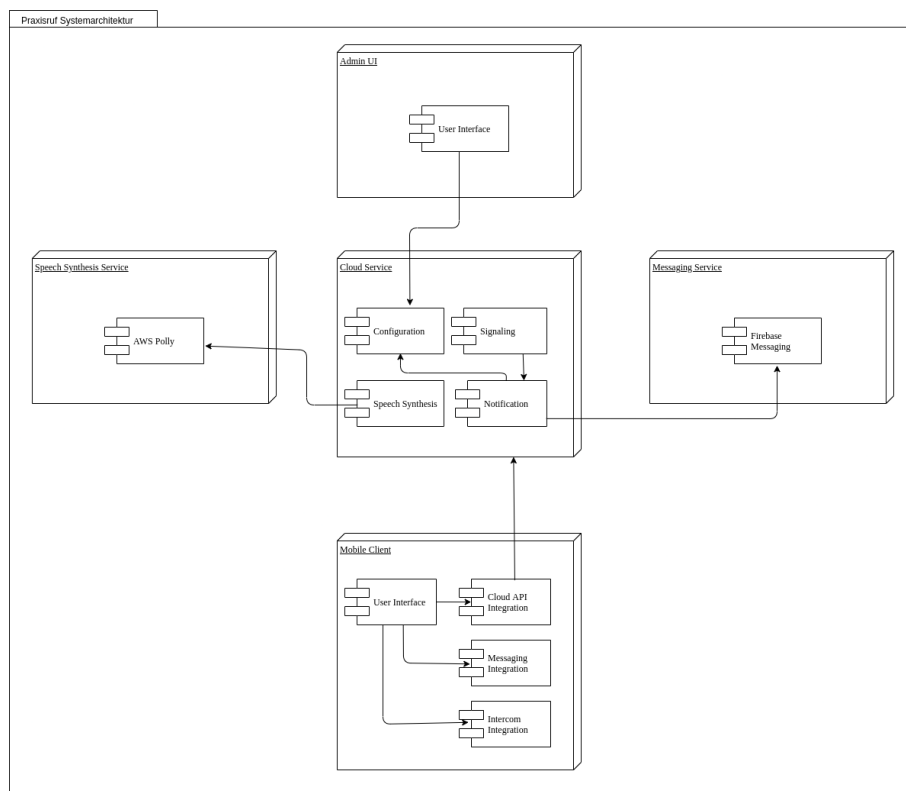 Praxisruf Systemarchitektur
Admin UI
User Interface
Speech Synthesis Service
AWS Polly
Cloud Service
Configuration
Signaling
Speech Synthesis
Notification
Messaging Service
Firebase
Messaging
Mobile Client
User Interface
Cloud API
Integration
Messaging
Integration
Intercom
Integration